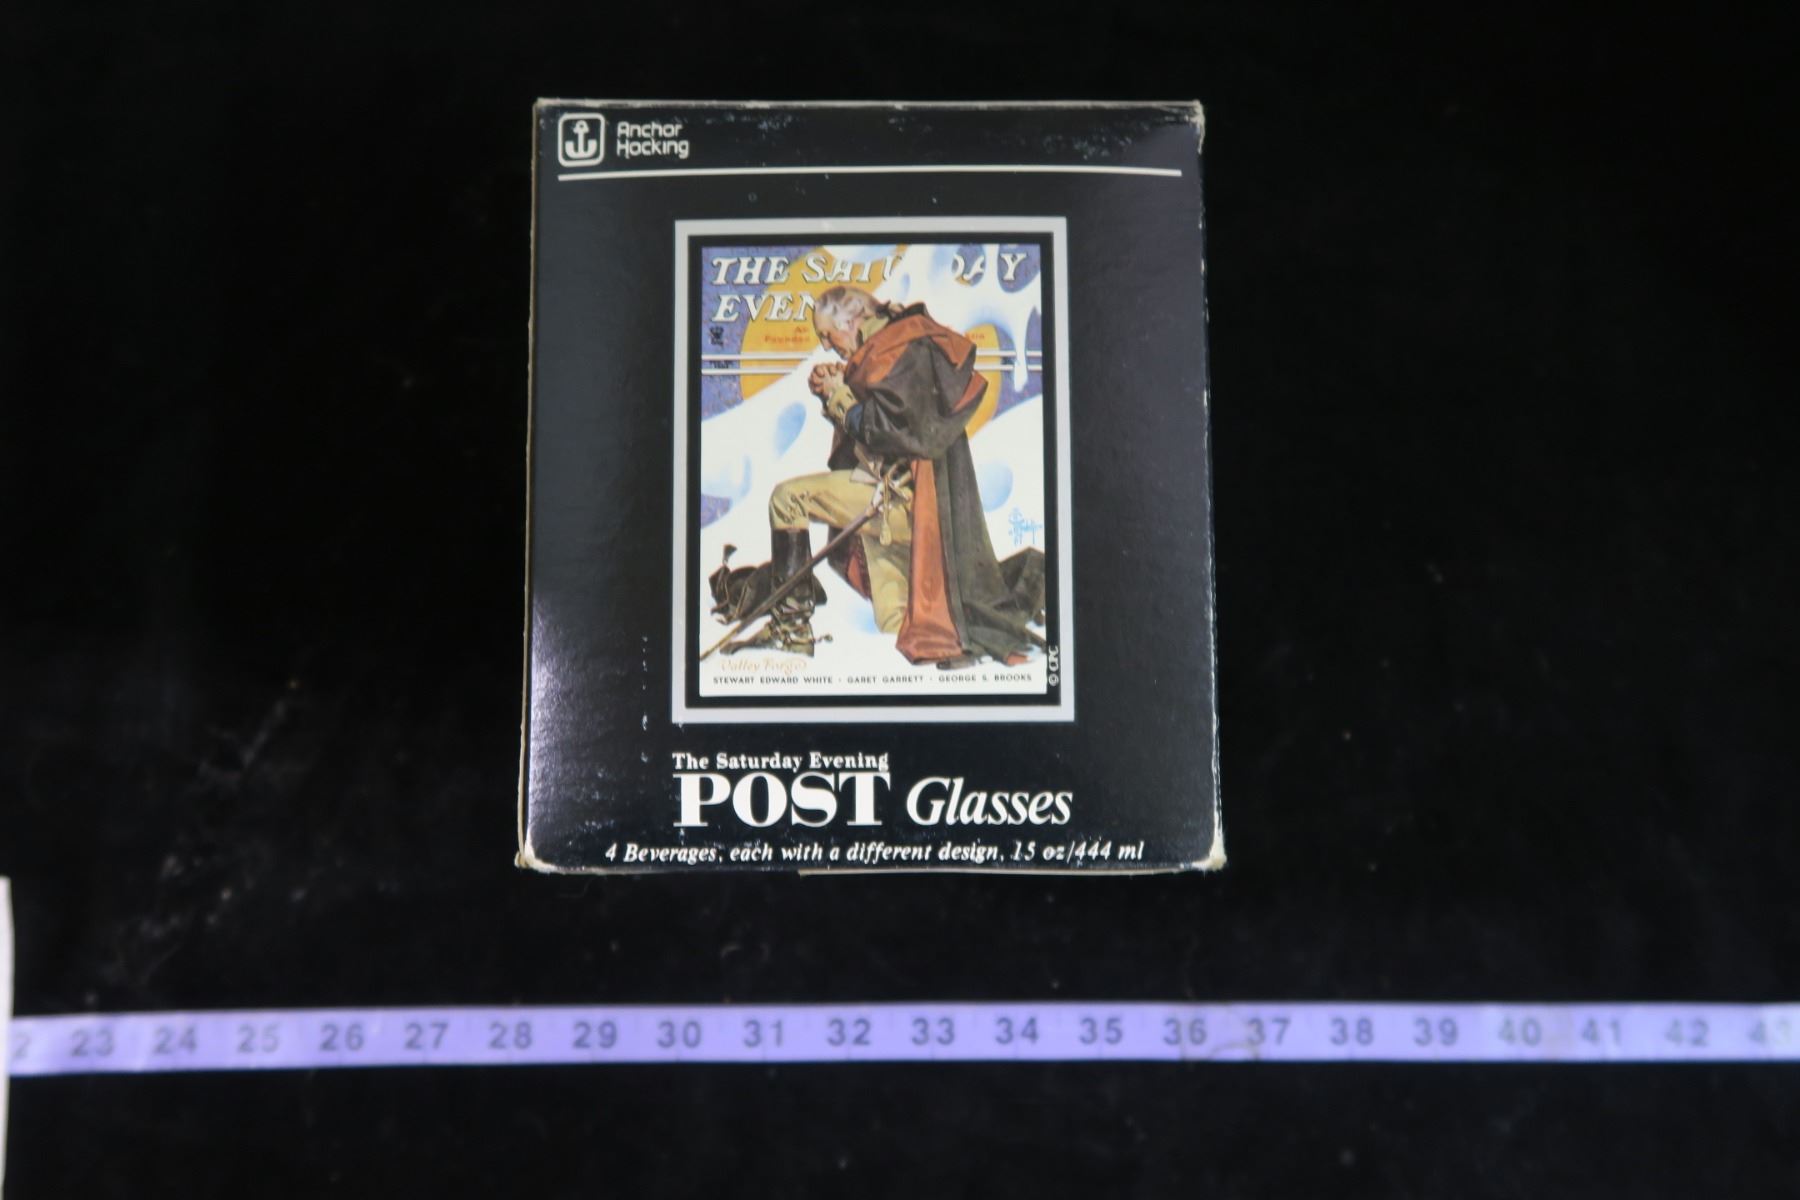 Anchor
Hocking
THE SATU DAY
EVEN
Valley Forge
STEWART EDWARD WHITE · GARET GARRETT · GEORGE S. BROOKS
© CPC
The Saturday Evening
POST Glasses
4 Beverages, each with a different design, 15 oz/444 ml
23 24 25 26 27 28 29 30 31 32 33 34 35 36 37 38 39 40 41 42 43